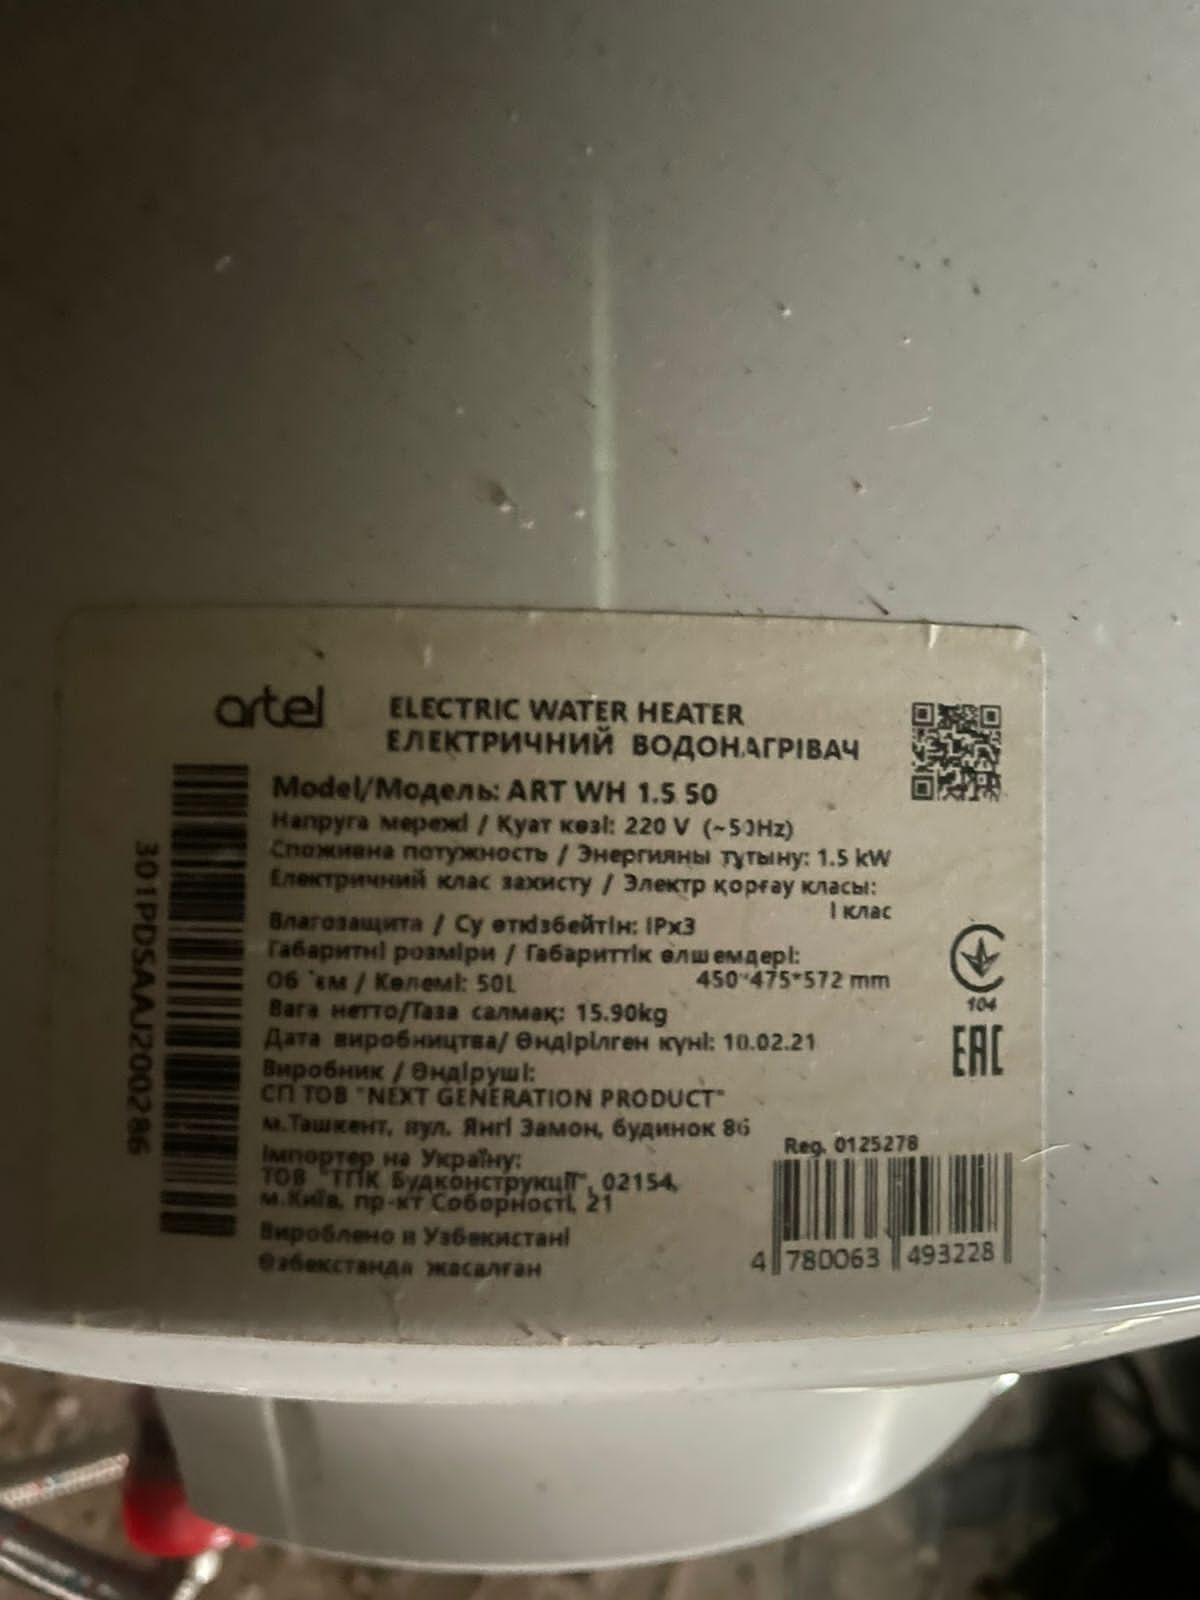 artel
ELECTRIC WATER HEATER
ЕЛЕКТРИЧНИЙ ВОДОНАГРІВАЧ
Model/Модель: ART WH 1.5 50
Напруга мережі / Қуат көзі: 220 V (~50Hz)
Споживна потужность / Энергияны тұтыну: 1.5 kW
Електричний клас захисту / Электр қорғау класы:
І клас
Влагозащита / Су өткізбейтін: IPx3
Габаритні розміри / Габариттік өлшемдері:
Об `єм / Көлемі: 50L 450*475*572 mm
Вага нетто/Таза салмақ: 15.90kg
Дата виробництва/ Өндірілген күні: 10.02.21
Виробник / Өндіруші:
СП ТОВ "NEXT GENERATION PRODUCT"
м.Ташкент, вул. Янгі Замон, будинок 86
Імпортер на Україну:
ТОВ "ТПК Будконструкції", 02154,
м.Київ, пр-кт Соборності, 21
Вироблено в Узбекистані
Өзбекстанда жасалған
301PDSAAJ200286
104
EAC
Reg. 0125278
4 780063 493228